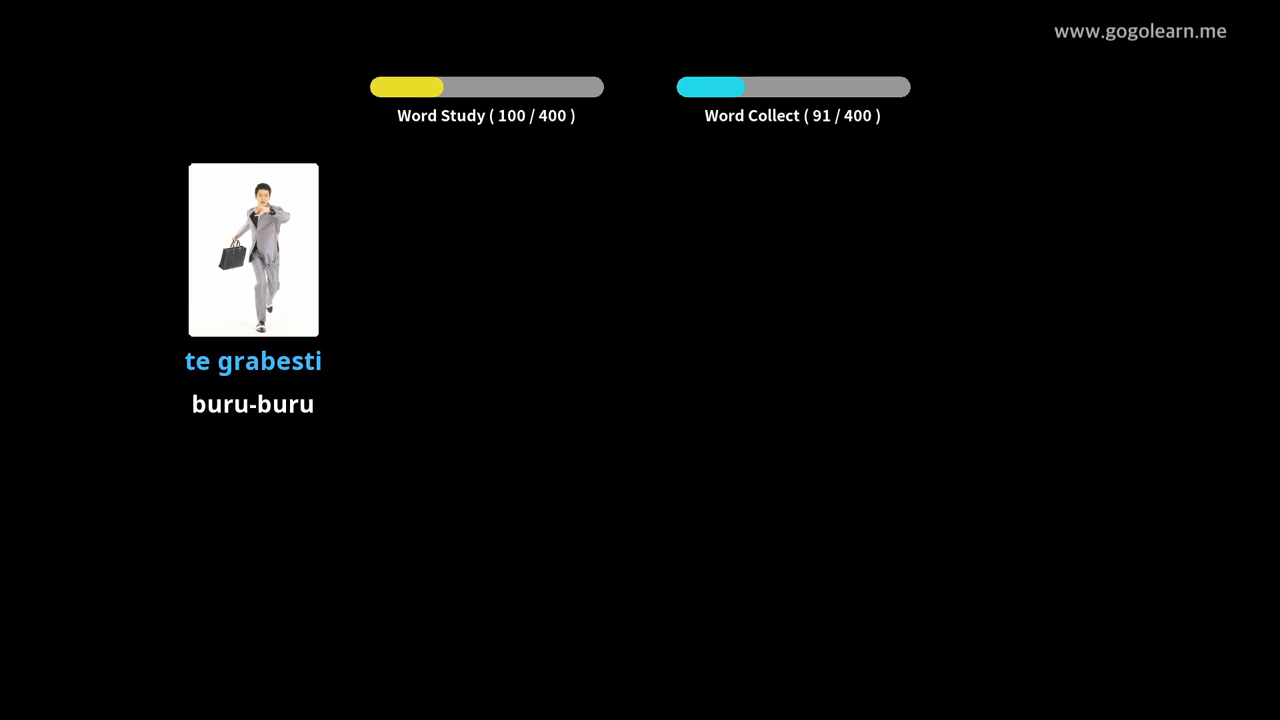 www.gogolearn.me
Word Study ( 100 / 400 )
Word Collect ( 91 / 400 )
te grabesti
buru-buru